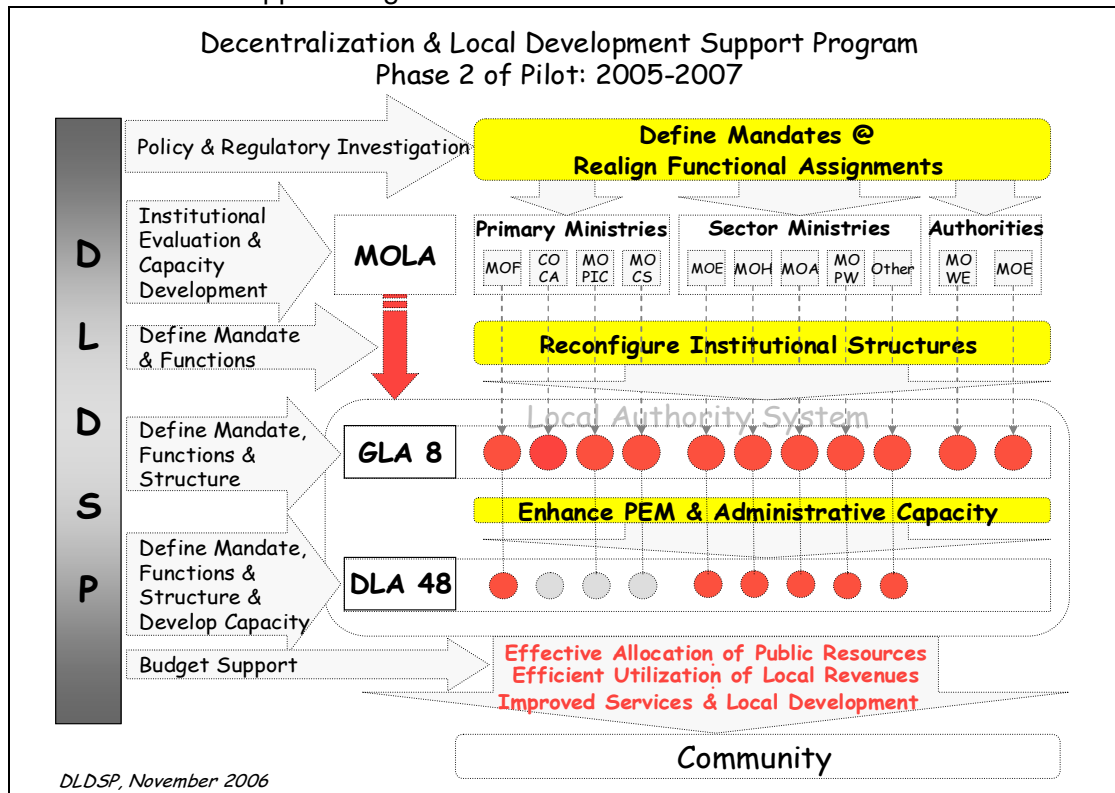 Decentralization & Local Development Support Program
Phase 2 of Pilot: 2005-2007
D
L
D
S
P
Policy & Regulatory Investigation
Define Mandates @
Realign Functional Assignments
Institutional
Evaluation &
Capacity
Development
MOLA
Primary Ministries
MOF
CO
CA
MO
PIC
MO
CS
Sector Ministries
MOE
MOH
MOA
MO
PW
Other
Authorities
MO
WE
MOE
Define Mandate
& Functions
Reconfigure Institutional Structures
Local Authority System
Define Mandate,
Functions &
Structure
GLA 8
Enhance PEM & Administrative Capacity
Define Mandate,
Functions &
Structure &
Develop Capacity
DLA 48
Budget Support
Effective Allocation of Public Resources
Efficient Utilization of Local Revenues
Improved Services & Local Development
Community
DLDSP, November 2006